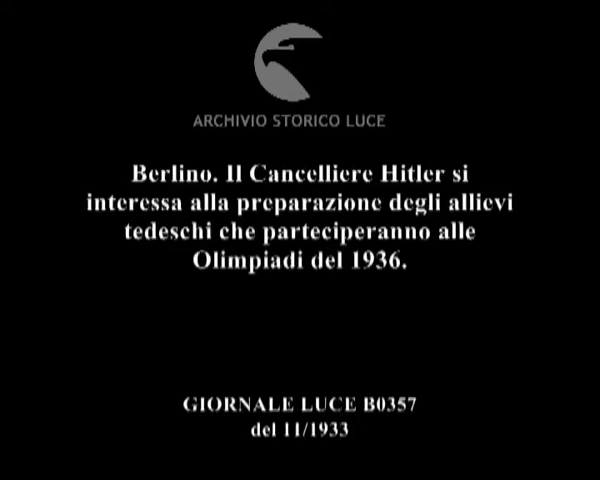 ARCHIVIO STORICO LUCE
Berlino. Il Cancelliere Hitler si
interessa alla preparazione degli allievi
tedeschi che parteciperanno alle
Olimpiadi del 1936.
GIORNALE LUCE B0357
del 11/1933